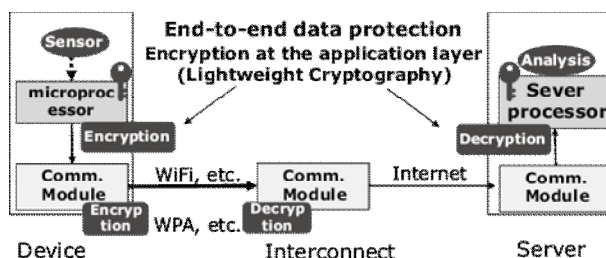 End-to-end data protection
Encryption at the application layer
(Lightweight Cryptography)
Sensor
microproc
essor
Encryption
Comm.
Module
Encryp
tion
Device
WiFi, etc.
WPA, etc.
Comm.
Module
Decryp
tion
Interconnect
Internet
Analysis
Sever
processor
Decryption
Comm.
Module
Server